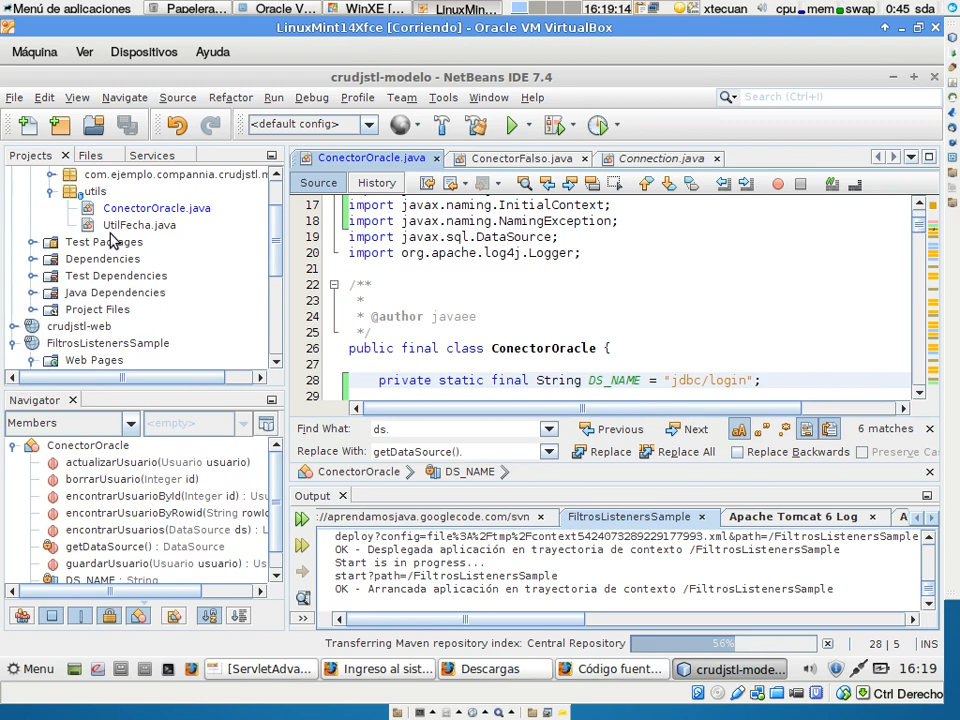 Menú de aplicaciones
Papelera...
Oracle V...
WinXE [...
LinuxMin...
16:19:14
xtecuan
cpu
mem
swap
0:45 sda
LinuxMint14Xfce [Corriendo] - Oracle VM VirtualBox
Máquina Ver Dispositivos Ayuda
crudjstl-modelo - NetBeans IDE 7.4
File Edit View Navigate Source Refactor Run Debug Profile Team Tools Window Help
Search (Ctrl+I)
<default config>
Projects Files Services
ConectorOracle.java
ConectorFalso.java
Connection.java
Source History
com.ejemplo.compannia.crudjstl.m
utils
ConectorOracle.java
UtilFecha.java
Test Packages
Dependencies
Test Dependencies
Java Dependencies
Project Files
crudjstl-web
FiltrosListenersSample
Web Pages
17 import javax.naming.InitialContext;
18 import javax.naming.NamingException;
19 import javax.sql.DataSource;
20 import org.apache.log4j.Logger;
21
22 /**
23 *
24 * @author javaee
25 */
26 public final class ConectorOracle {
27
28 private static final String DS_NAME = "jdbc/login";
29
Find What: ds. Previous Next 6 matches
Replace With: getDataSource(). Replace Replace All Replace Backwards Preserve Cas
ConectorOracle DS_NAME
Navigator
Members <empty>
ConectorOracle
actualizarUsuario(Usuario usuario)
borrarUsuario(Integer id)
encontrarUsuarioById(Integer id) : Usu
encontrarUsuarioByRowid(String rowId
encontrarUsuarios(DataSource ds) : L
getDataSource() : DataSource
guardarUsuario(Usuario usuario) : Us
DS_NAME : String
Output
://aprendamosjava.googlecode.com/svn
FiltrosListenersSample
Apache Tomcat 6 Log
deploy?config=file%3A%2Ftmp%2Fcontext5424073289229177993.xml&path=/FiltrosListenersSample
OK - Desplegada aplicación en trayectoria de contexto /FiltrosListenersSample
Start is in progress...
start?path=/FiltrosListenersSample
OK - Arrancada aplicación en trayectoria de contexto /FiltrosListenersSample
Transferring Maven repository index: Central Repository 56% 28 | 5 INS
Menu
[ServletAdva...
Ingreso al sist...
Descargas
Código fuent...
crudjstl-mode...
16:19
Ctrl Derecho